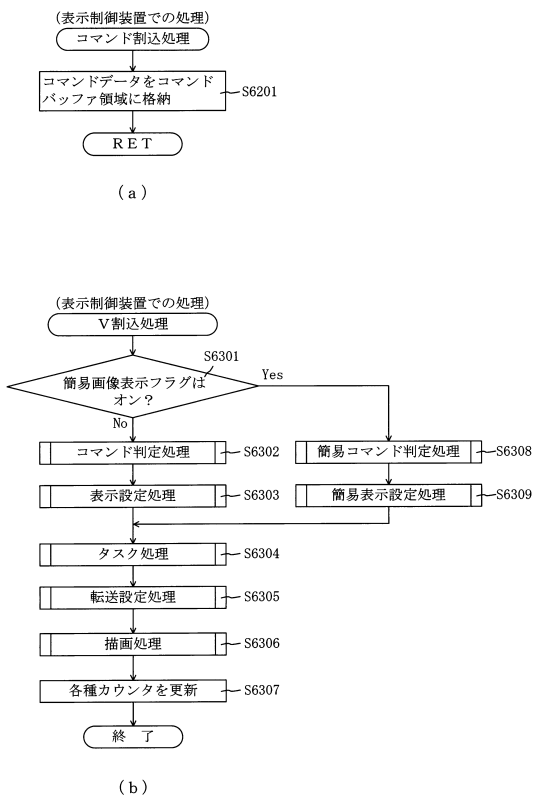 (表示制御装置での処理)
コマンド割込処理
コマンドデータをコマンド
バッファ領域に格納
S6201
RET
(a)
(表示制御装置での処理)
V割込処理
S6301
簡易画像表示フラグは
オン?
Yes
No
コマンド判定処理
S6302
簡易コマンド判定処理
S6308
表示設定処理
S6303
簡易表示設定処理
S6309
タスク処理
S6304
転送設定処理
S6305
描画処理
S6306
各種カウンタを更新
S6307
終 了
(b)